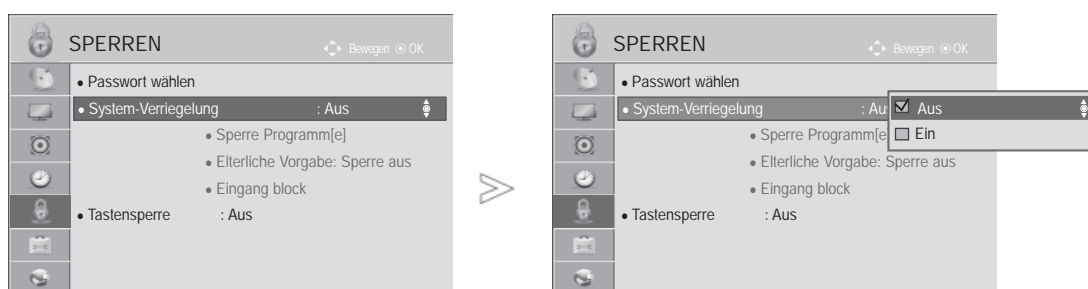 SPERREN
Bewegen OK
• Passwort wählen
• System-Verriegelung : Aus
• Sperre Programm[e]
• Elterliche Vorgabe: Sperre aus
• Eingang block
• Tastensperre : Aus
SPERREN
Bewegen OK
• Passwort wählen
• System-Verriegelung : Au
Aus
• Sperre Programm[e
Ein
• Elterliche Vorgabe: Sperre aus
• Eingang block
• Tastensperre : Aus